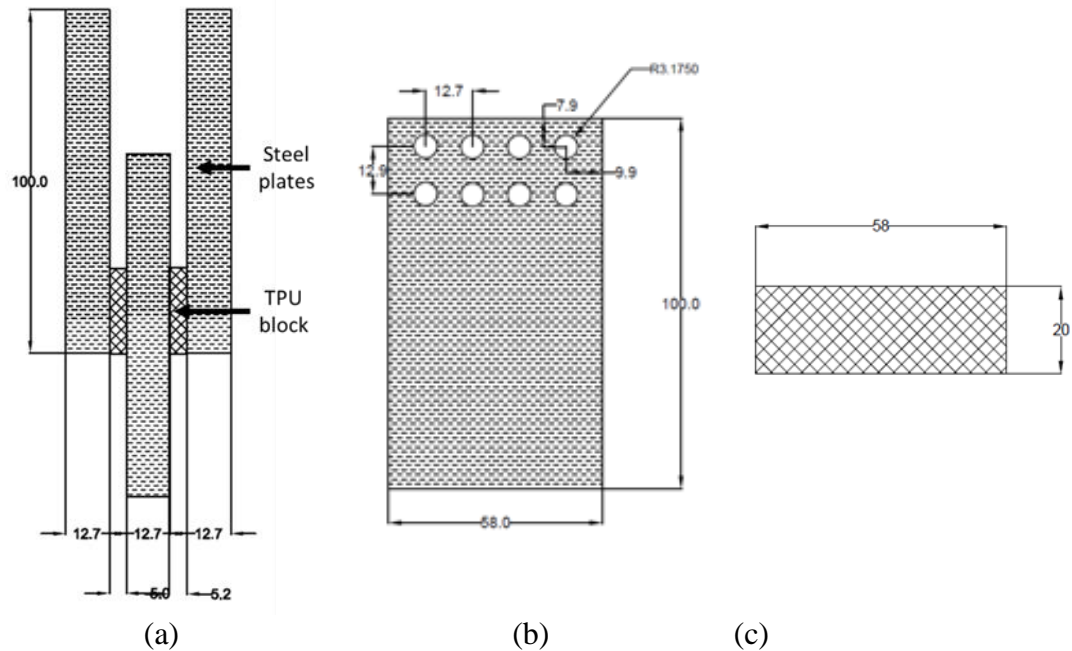 100.0
Steel
plates
TPU
block
12.7
12.7
12.7
5.0
5.2
(a)
R3.1750
12.7
7.9
12.9
9.9
100.0
58.0
(b)
58
20
(c)